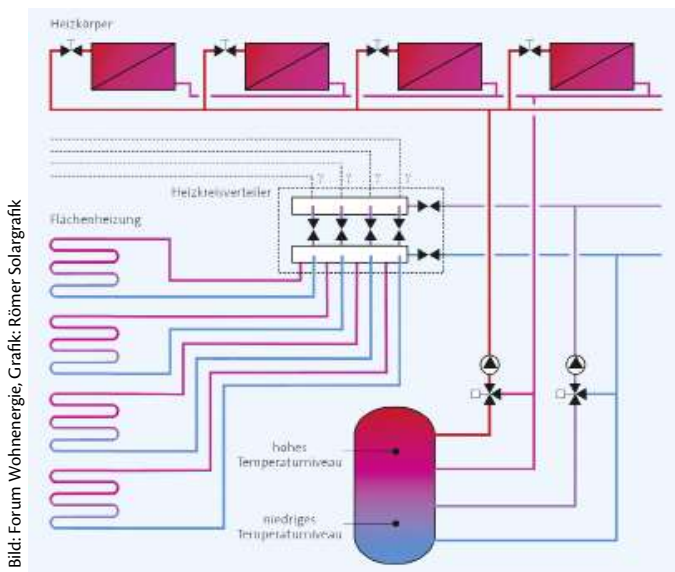 Heizkörper
Heizkreisverteiler
Flächenheizung
? ? ? ?
hohes
Temperaturniveau
niedriges
Temperaturniveau
Bild: Forum Wohnenergie, Grafik: Römer Solargrafik